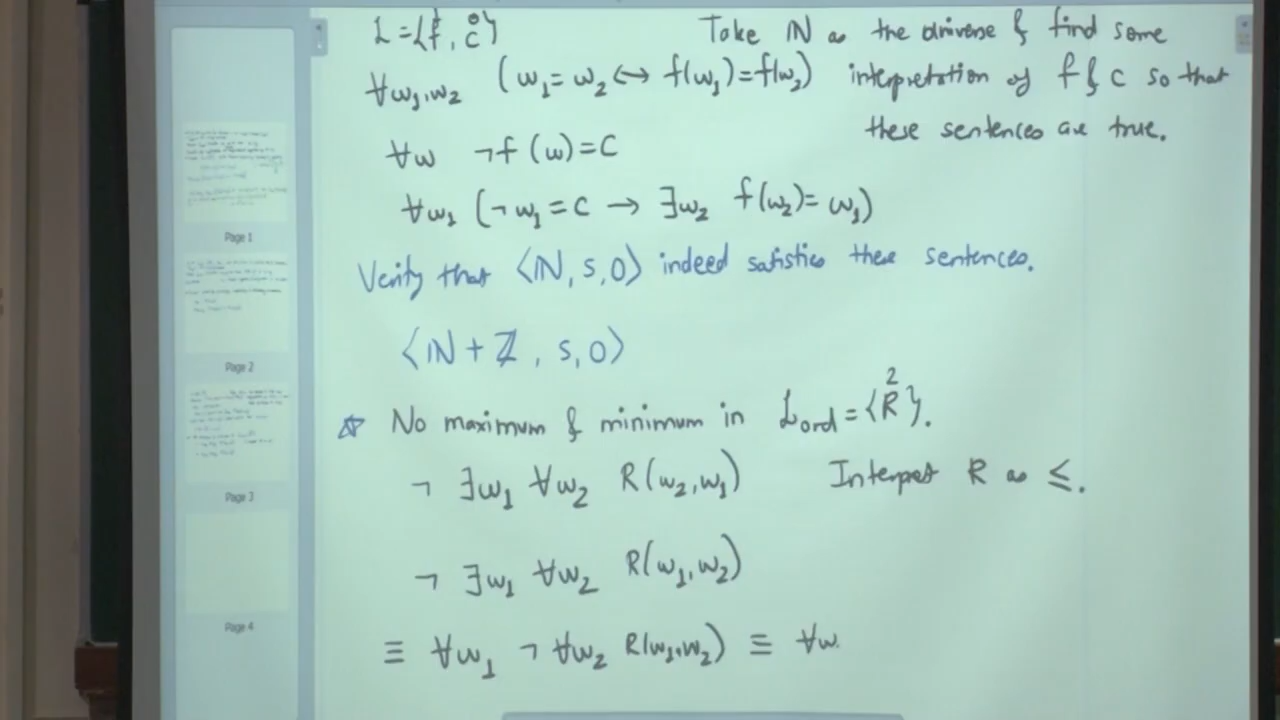 L = {f¹, c⁰}
Take ℕ as the universe & find some
∀w₁,w₂ (w₁ = w₂ ↔ f(w₁) = f(w₂))
interpretation of f & c so that
these sentences are true.
∀w ¬f(w) = c
∀w₁ (¬w₁ = c → ∃w₂ f(w₂) = w₁)
Verify that ⟨ℕ, s, 0⟩ indeed satisfies these sentences.
⟨ℕ + ℤ, s, 0⟩
☆ No maximum & minimum in L_ord = {R²}.
¬ ∃w₁ ∀w₂ R(w₂,w₁) Interpret R as ≤.
¬ ∃w₁ ∀w₂ R(w₁,w₂)
≡ ∀w₁ ¬ ∀w₂ R(w₁,w₂) ≡ ∀w
Page 1
Page 2
Page 3
Page 4